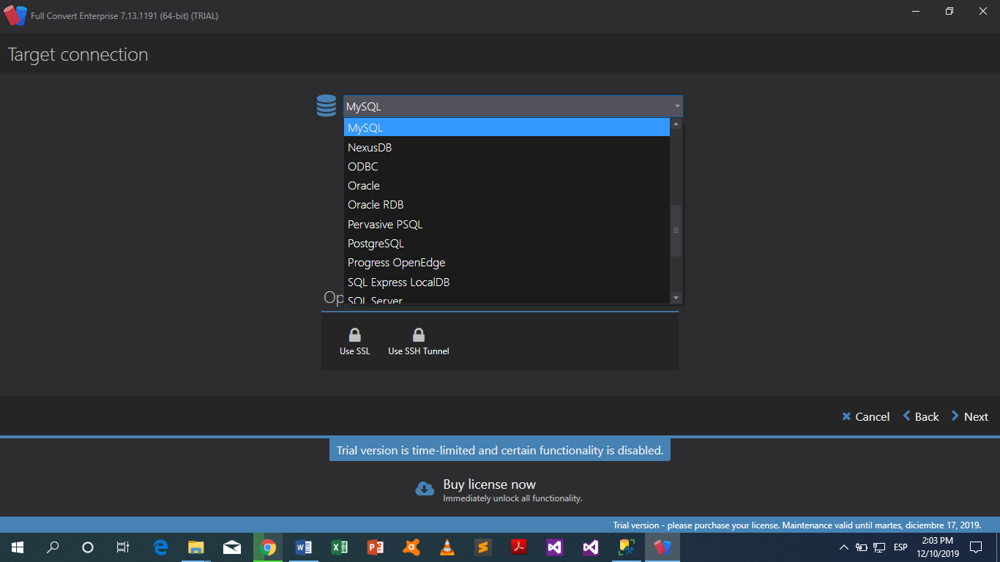 Full Convert Enterprise 7.13.1191 (64-bit) (TRIAL)
Target connection
MySQL
MySQL
NexusDB
ODBC
Oracle
Oracle RDB
Pervasive PSQL
PostgreSQL
Progress OpenEdge
SQL Express LocalDB
SQL Server
Op
Use SSL
Use SSH Tunnel
Cancel
Back
Next
Trial version is time-limited and certain functionality is disabled.
Buy license now
Immediately unlock all functionality.
Trial version - please purchase your license. Maintenance valid until martes, diciembre 17, 2019.
ESP
2:03 PM
12/10/2019